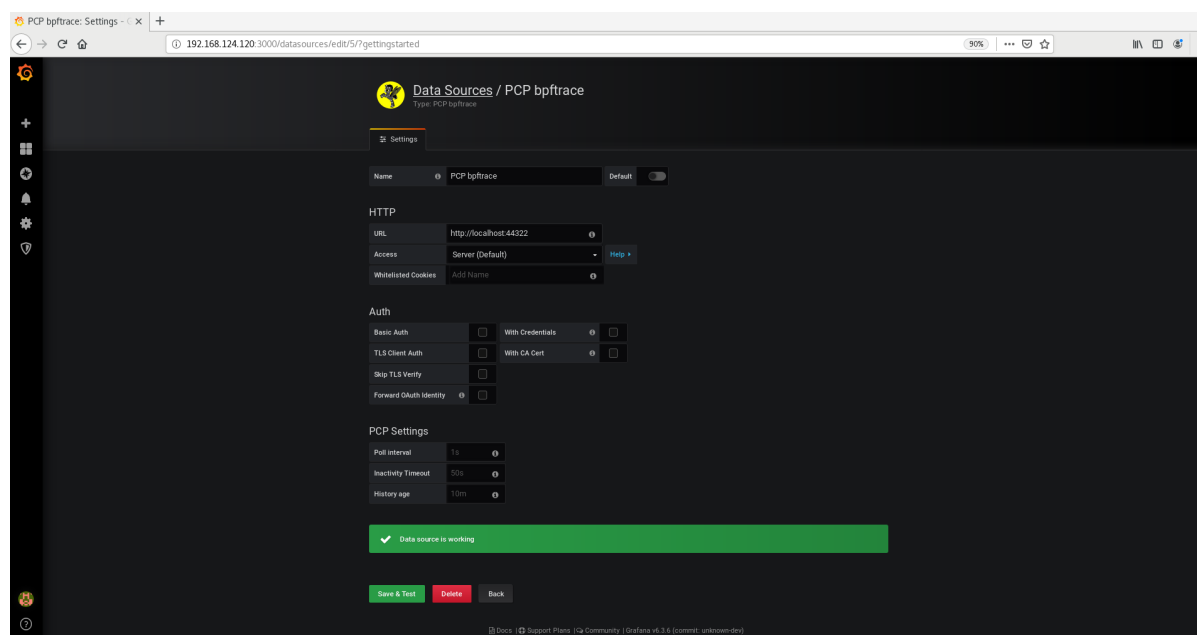 PCP bpftrace: Settings - G
192.168.124.120:3000/datasources/edit/5/?gettingstarted
90%
Data Sources / PCP bpftrace
Type: PCP bpftrace
Settings
Name PCP bpftrace Default
HTTP
URL http://localhost:44322
Access Server (Default) Help
Whitelisted Cookies Add Name
Auth
Basic Auth With Credentials
TLS Client Auth With CA Cert
Skip TLS Verify
Forward OAuth Identity
PCP Settings
Poll interval 1s
Inactivity Timeout 50s
History age 10m
Data source is working
Save & Test Delete Back
Docs | Support Plans | Community | Grafana v6.3.6 (commit: unknown-dev)